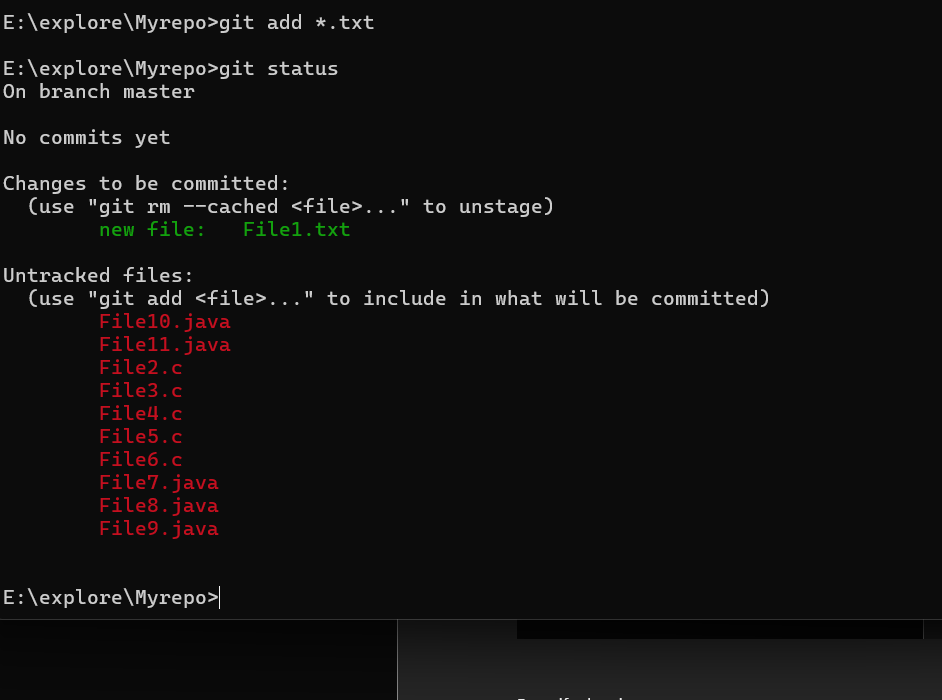 E:\explore\Myrepo>git add *.txt
E:\explore\Myrepo>git status
On branch master
No commits yet
Changes to be committed:
(use "git rm --cached <file>..." to unstage)
new file:   File1.txt
Untracked files:
(use "git add <file>..." to include in what will be committed)
File10.java
File11.java
File2.c
File3.c
File4.c
File5.c
File6.c
File7.java
File8.java
File9.java
E:\explore\Myrepo>